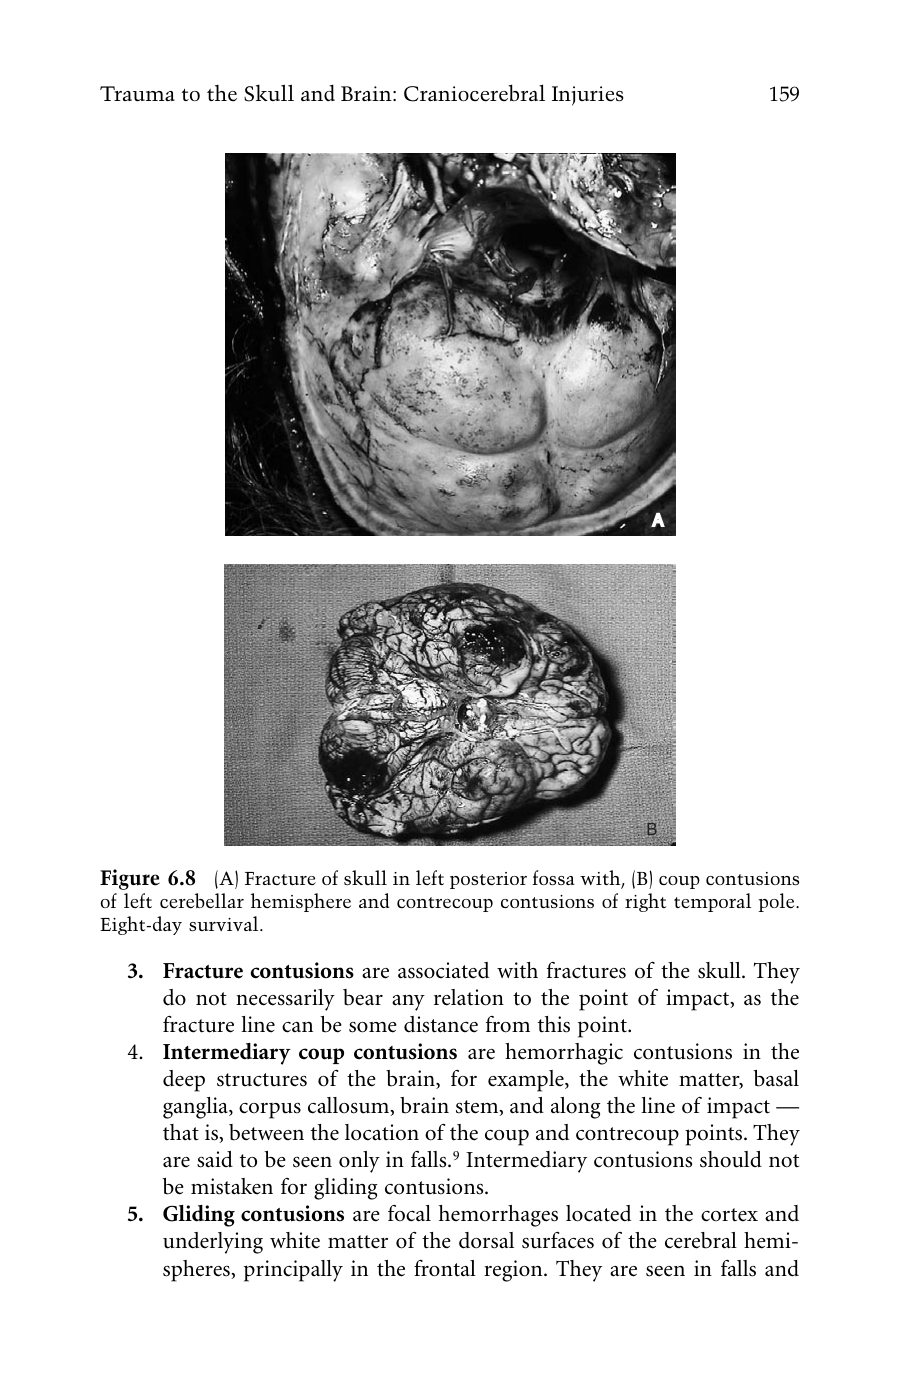 Trauma to the Skull and Brain: Craniocerebral Injuries 159
A
B
Figure 6.8 (A) Fracture of skull in left posterior fossa with, (B) coup contusions
of left cerebellar hemisphere and contrecoup contusions of right temporal pole.
Eight-day survival.
3. Fracture contusions are associated with fractures of the skull. They
do not necessarily bear any relation to the point of impact, as the
fracture line can be some distance from this point.
4. Intermediary coup contusions are hemorrhagic contusions in the
deep structures of the brain, for example, the white matter, basal
ganglia, corpus callosum, brain stem, and along the line of impact —
that is, between the location of the coup and contrecoup points. They
are said to be seen only in falls.⁹ Intermediary contusions should not
be mistaken for gliding contusions.
5. Gliding contusions are focal hemorrhages located in the cortex and
underlying white matter of the dorsal surfaces of the cerebral hemi-
spheres, principally in the frontal region. They are seen in falls and